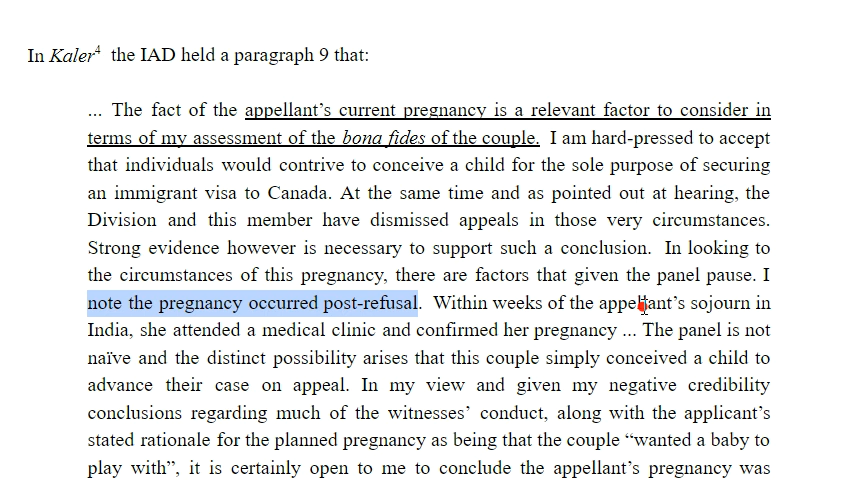 In Kaler4 the IAD held a paragraph 9 that:
... The fact of the appellant's current pregnancy is a relevant factor to consider in
terms of my assessment of the bona fides of the couple. I am hard-pressed to accept
that individuals would contrive to conceive a child for the sole purpose of securing
an immigrant visa to Canada. At the same time and as pointed out at hearing, the
Division and this member have dismissed appeals in those very circumstances.
Strong evidence however is necessary to support such a conclusion. In looking to
the circumstances of this pregnancy, there are factors that given the panel pause. I
note the pregnancy occurred post-refusal. Within weeks of the appellant's sojourn in
India, she attended a medical clinic and confirmed her pregnancy ... The panel is not
naïve and the distinct possibility arises that this couple simply conceived a child to
advance their case on appeal. In my view and given my negative credibility
conclusions regarding much of the witnesses' conduct, along with the applicant's
stated rationale for the planned pregnancy as being that the couple “wanted a baby to
play with”, it is certainly open to me to conclude the appellant's pregnancy was